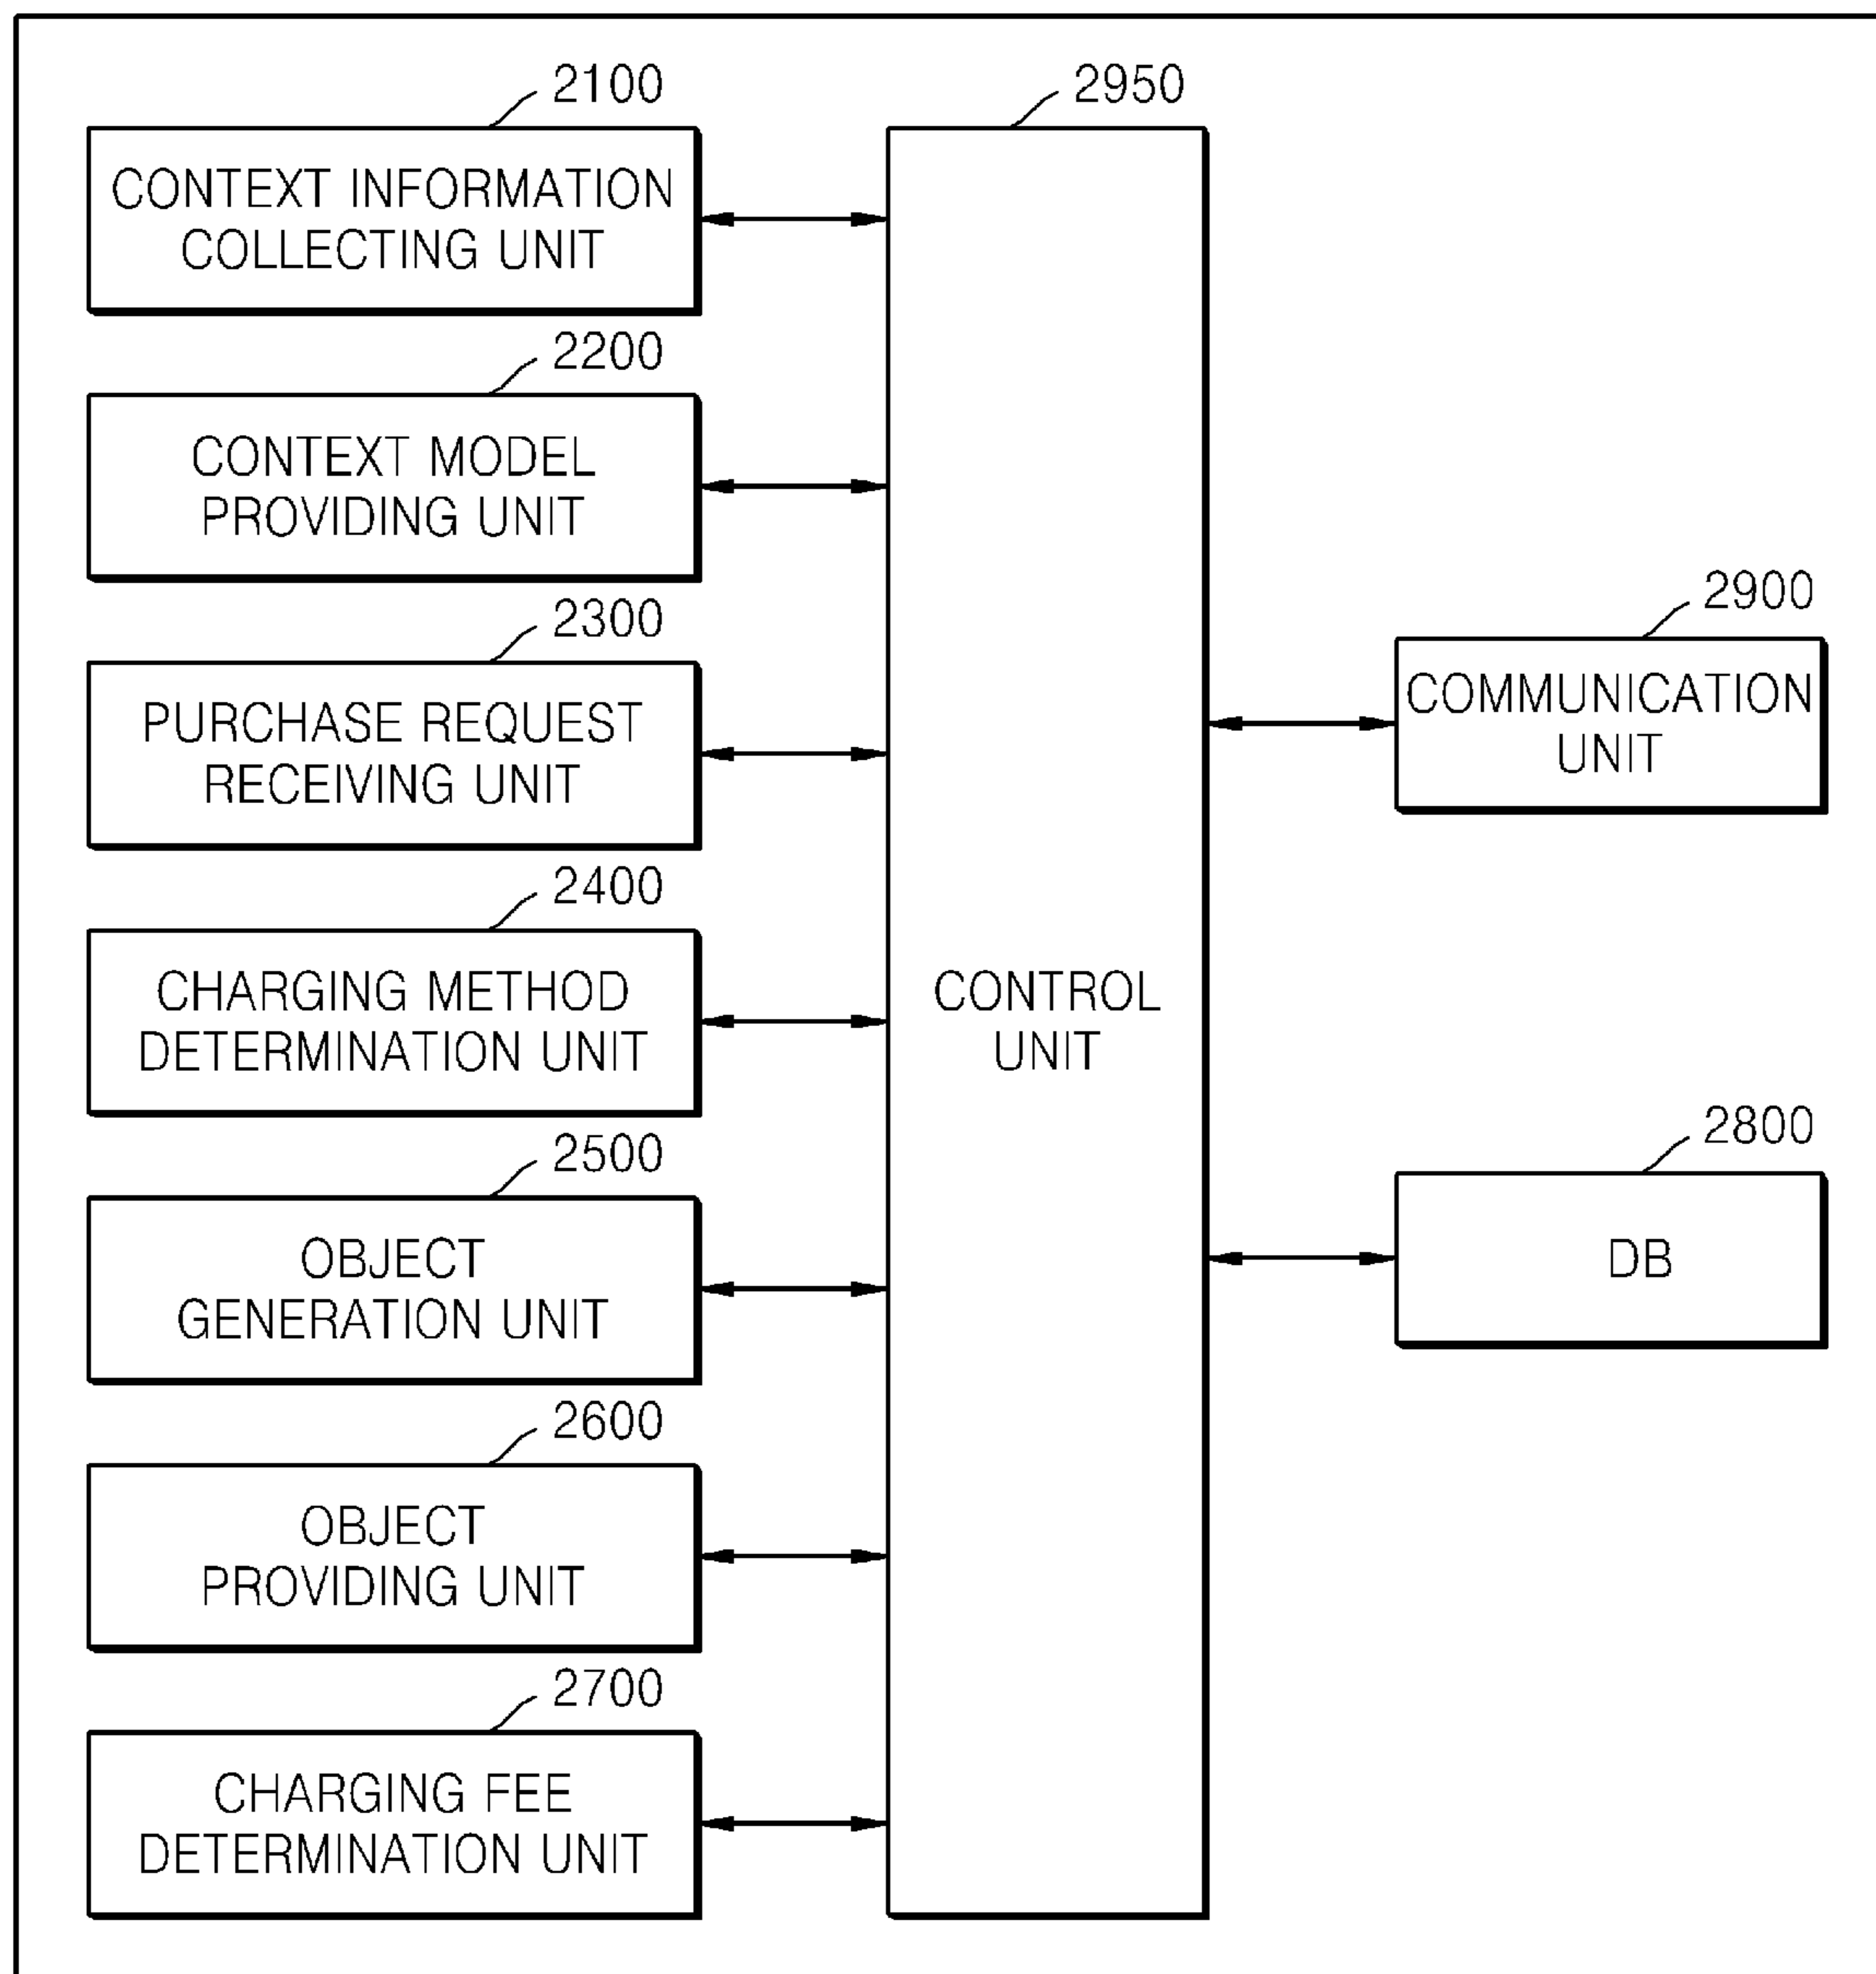 2100
CONTEXT INFORMATION
COLLECTING UNIT
2200
CONTEXT MODEL
PROVIDING UNIT
2300
PURCHASE REQUEST
RECEIVING UNIT
2400
CHARGING METHOD
DETERMINATION UNIT
2500
OBJECT
GENERATION UNIT
2600
OBJECT
PROVIDING UNIT
2700
CHARGING FEE
DETERMINATION UNIT
2950
CONTROL
UNIT
2900
COMMUNICATION
UNIT
2800
DB